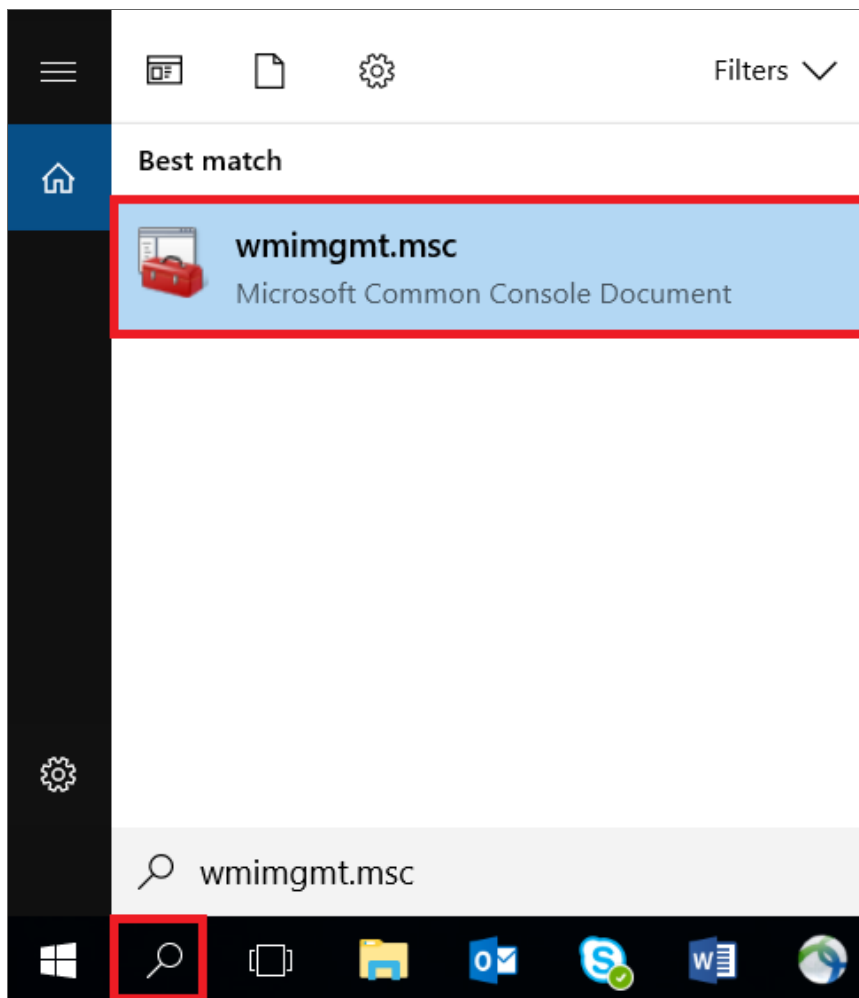 Filters
Best match
wmimgmt.msc
Microsoft Common Console Document
wmimgmt.msc